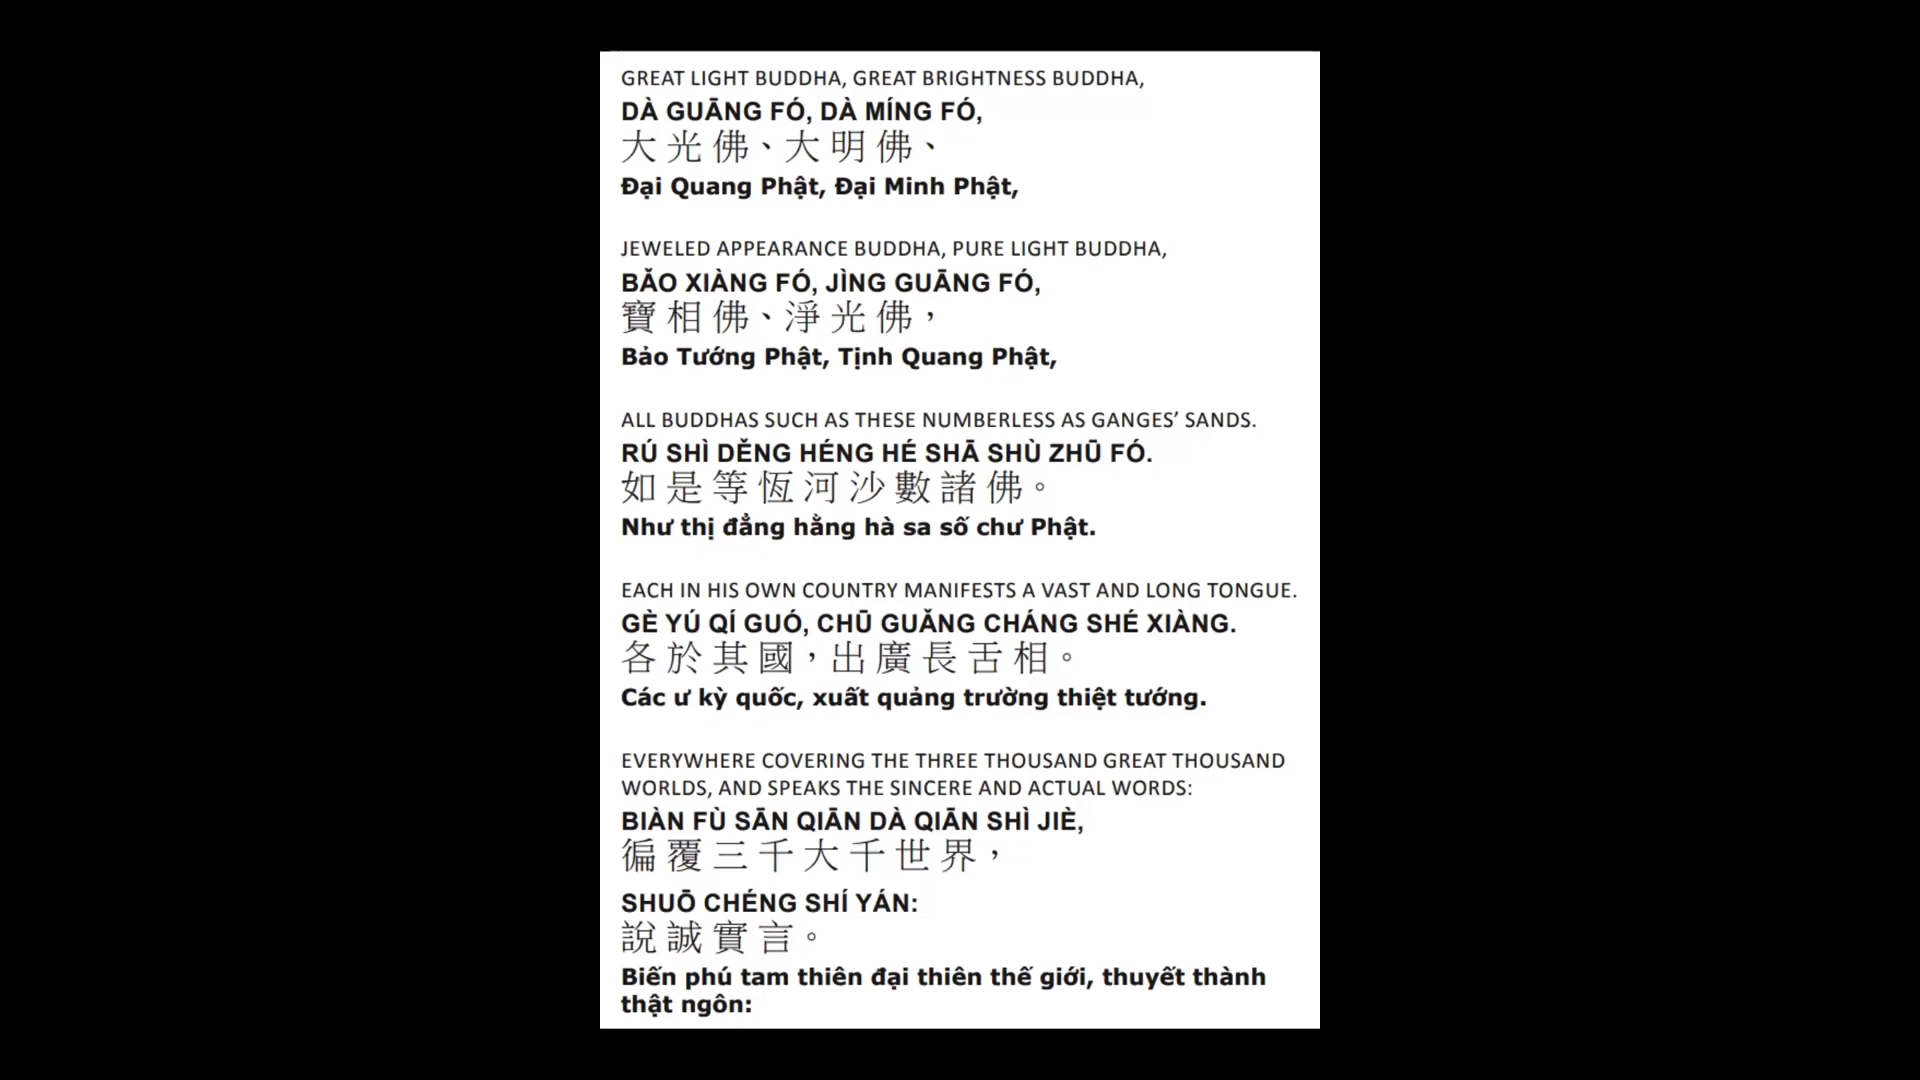 GREAT LIGHT BUDDHA, GREAT BRIGHTNESS BUDDHA,
DÀ GUĀNG FÓ, DÀ MÍNG FÓ,
大光佛、大明佛、
Đại Quang Phật, Đại Minh Phật,
JEWELED APPEARANCE BUDDHA, PURE LIGHT BUDDHA,
BǍO XIÀNG FÓ, JÌNG GUĀNG FÓ,
寶相佛、淨光佛，
Bảo Tướng Phật, Tịnh Quang Phật,
ALL BUDDHAS SUCH AS THESE NUMBERLESS AS GANGES’ SANDS.
RÚ SHÌ DĚNG HÉNG HÉ SHĀ SHÙ ZHŪ FÓ.
如是等恆河沙數諸佛。
Như thị đẳng hằng hà sa số chư Phật.
EACH IN HIS OWN COUNTRY MANIFESTS A VAST AND LONG TONGUE.
GÈ YÚ QÍ GUÓ, CHŪ GUǍNG CHÁNG SHÉ XIÀNG.
各於其國，出廣長舌相。
Các ư kỳ quốc, xuất quảng trường thiệt tướng.
EVERYWHERE COVERING THE THREE THOUSAND GREAT THOUSAND
WORLDS, AND SPEAKS THE SINCERE AND ACTUAL WORDS:
BIÀN FÙ SĀN QIĀN DÀ QIĀN SHÌ JIÈ,
徧覆三千大千世界，
SHUŌ CHÉNG SHÍ YÁN:
說誠實言。
Biến phú tam thiên đại thiên thế giới, thuyết thành
thật ngôn: